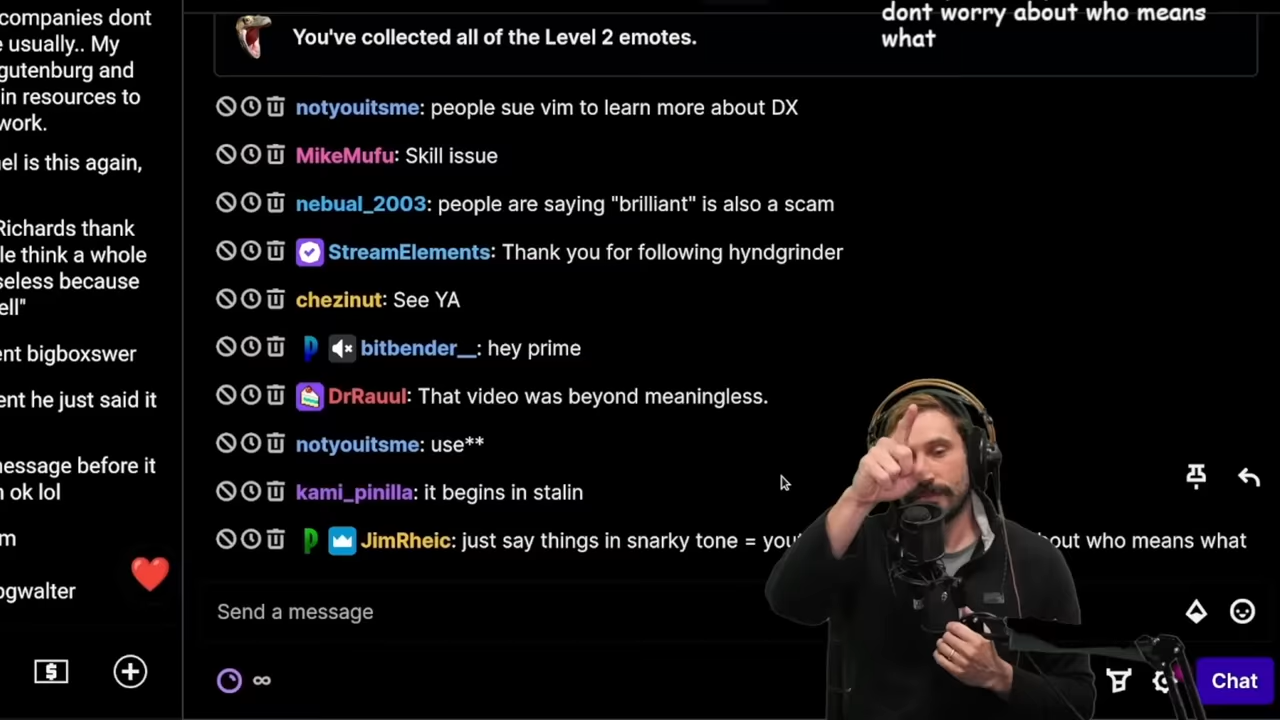 companies dont
usually.. My
gutenburg and
in resources to
work.
el is this again,
Richards thank
le think a whole
seless because
ell"
ent bigboxswer
ent he just said it
nessage before it
ok lol
m
ogwalter
dont worry about who means
what
You've collected all of the Level 2 emotes.
notyouitsme: people sue vim to learn more about DX
MikeMufu: Skill issue
nebual_2003: people are saying "brilliant" is also a scam
StreamElements: Thank you for following hyndgrinder
chezinut: See YA
bitbender__: hey prime
DrRauul: That video was beyond meaningless.
notyouitsme: use**
kami_pinilla: it begins in stalin
JimRheic: just say things in snarky tone = you out who means what
Send a message
Chat